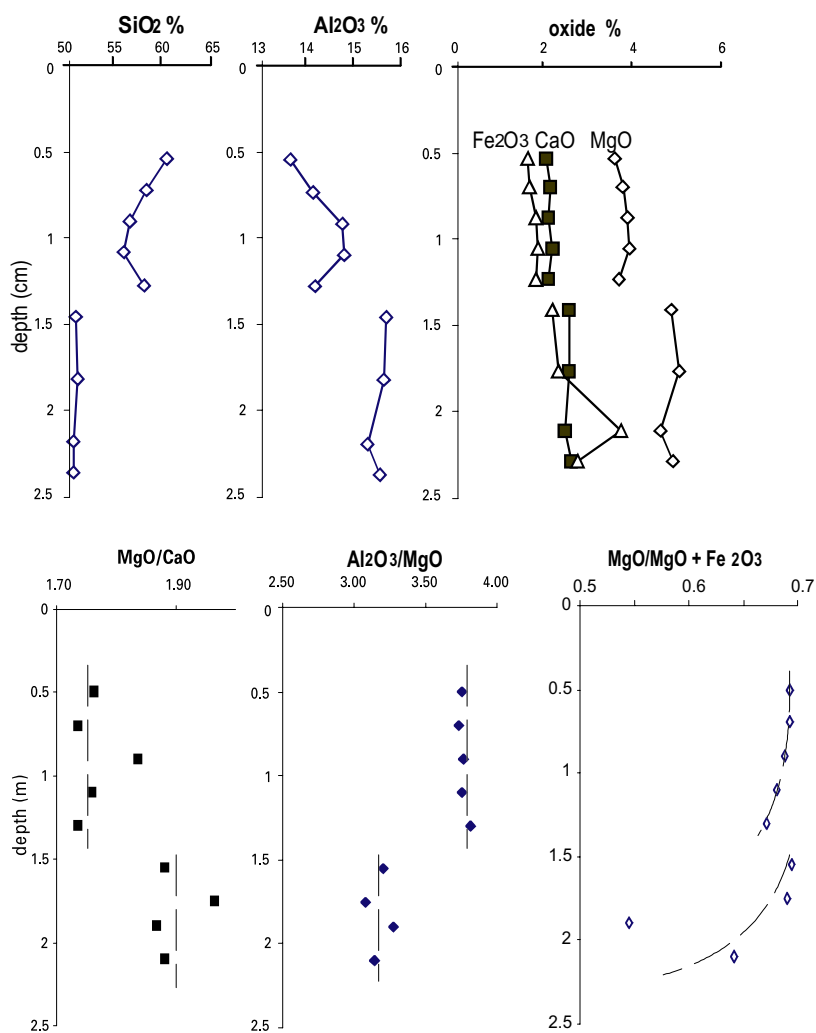 SiO2 % Al2O3 % oxide %
50 55 60 65 13 14 15 16 0 2 4 6
0 0 0
Fe2O3 CaO MgO
0.5 0.5 0.5
1 1 1
1.5 1.5 1.5
2 2 2
2.5 2.5 2.5
depth (cm)
MgO/CaO Al2O3/MgO MgO/MgO + Fe 2O3
1.70 1.90 2.50 3.00 3.50 4.00 0.5 0.6 0.7
0 0 0
0.5 0.5 0.5
1 1 1
1.5 1.5 1.5
2 2 2
2.5 2.5 2.5
depth (m)